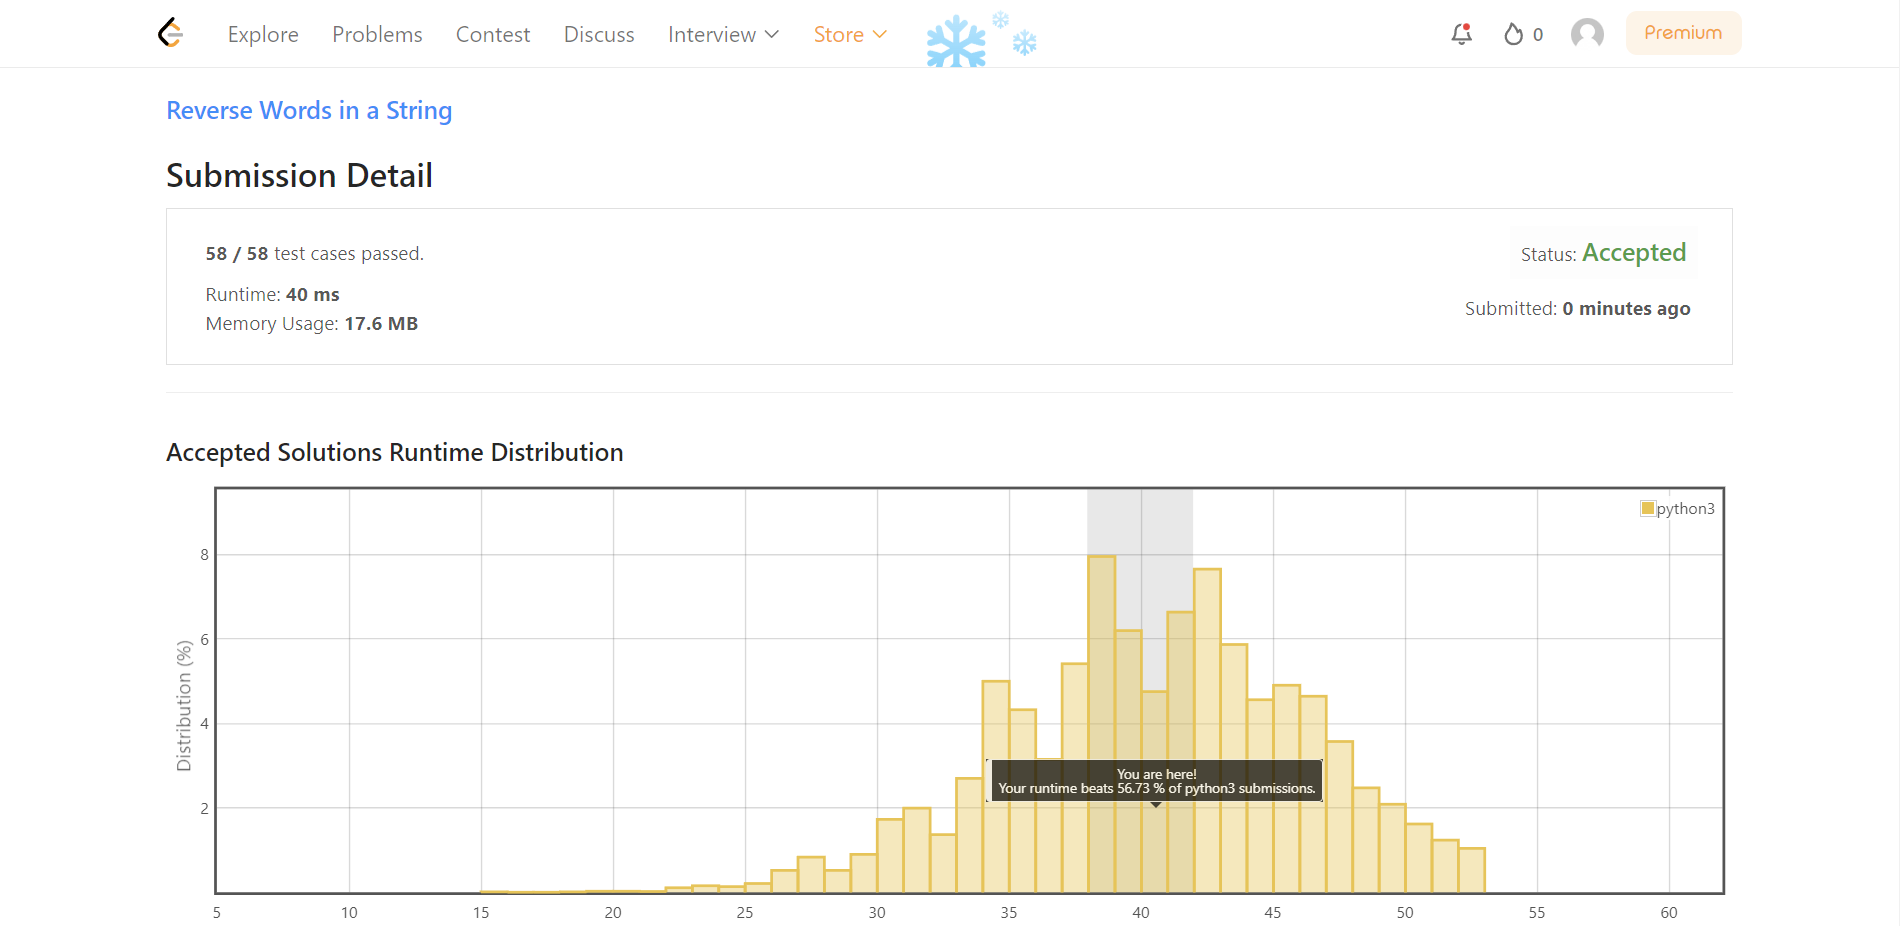 Explore Problems Contest Discuss Interview Store 0 Premium
Reverse Words in a String
Submission Detail
58 / 58 test cases passed.
Status: Accepted
Runtime: 40 ms
Submitted: 0 minutes ago
Memory Usage: 17.6 MB
Accepted Solutions Runtime Distribution
python3
Distribution (%)
8
6
4
2
You are here!
Your runtime beats 56.73 % of python3 submissions.
5 10 15 20 25 30 35 40 45 50 55 60